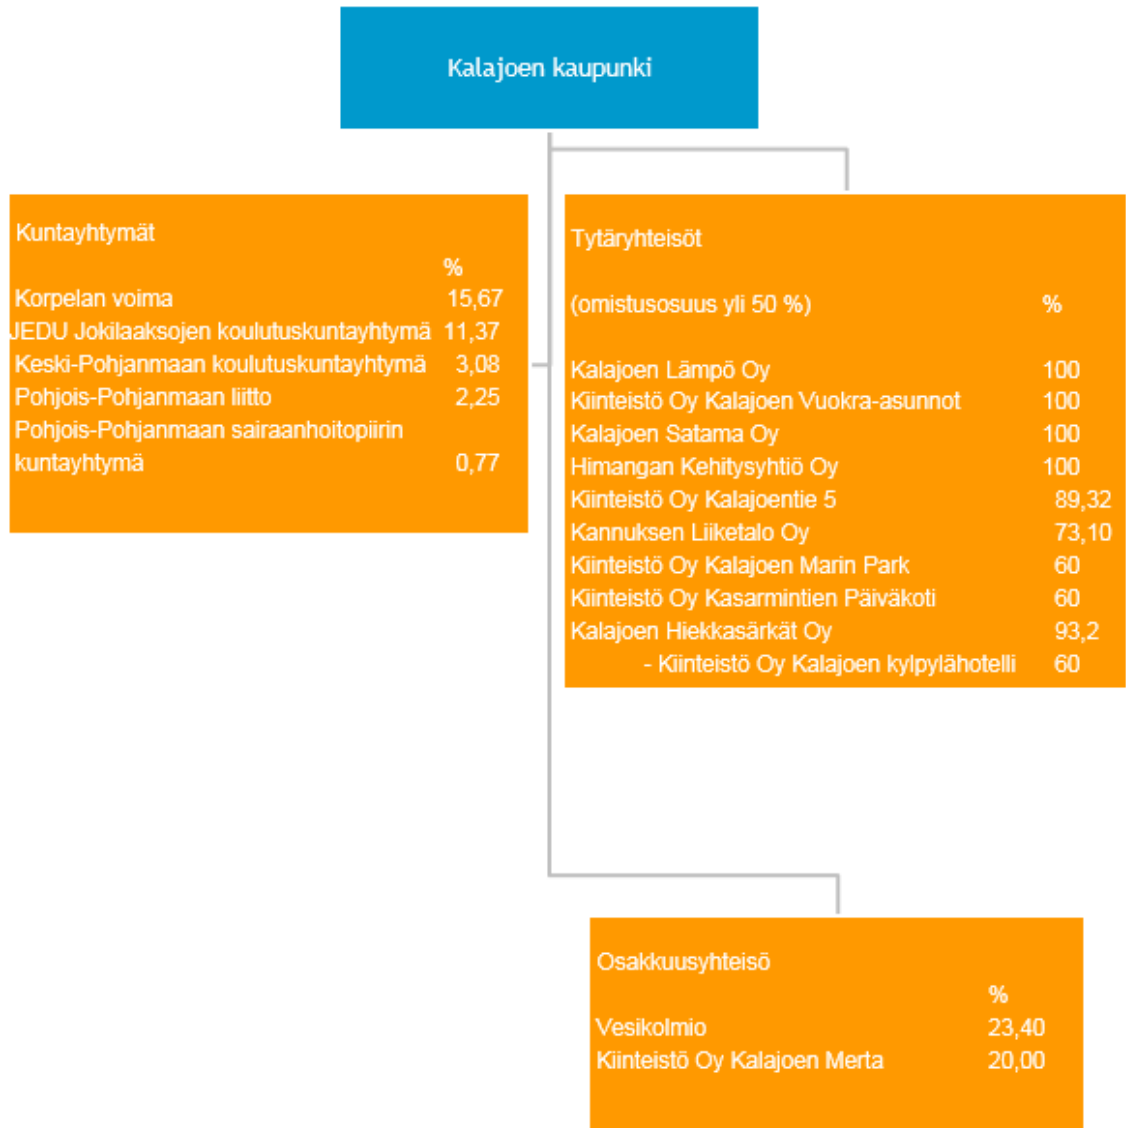 Kalajoen kaupunki
Kuntayhtymät
%
Korpelan voima 15,67
JEDU Jokilaaksojen koulutuskuntayhtymä 11,37
Keski-Pohjanmaan koulutuskuntayhtymä 3,08
Pohjois-Pohjanmaan liitto 2,25
Pohjois-Pohjanmaan sairaanhoitopiirin
kuntayhtymä 0,77
Tytäryhteisöt
(omistusosuus yli 50 %) %
Kalajoen Lämpö Oy 100
Kiinteistö Oy Kalajoen Vuokra-asunnot 100
Kalajoen Satama Oy 100
Himangan Kehitysyhtiö Oy 100
Kiinteistö Oy Kalajoentie 5 89,32
Kannuksen Liiketalo Oy 73,10
Kiinteistö Oy Kalajoen Marin Park 60
Kiinteistö Oy Kasarmintien Päiväkoti 60
Kalajoen Hiekkasärkät Oy 93,2
- Kiinteistö Oy Kalajoen kylpylähotelli 60
Osakkuusyhteisö
%
Vesikolmio 23,40
Kiinteistö Oy Kalajoen Merta 20,00